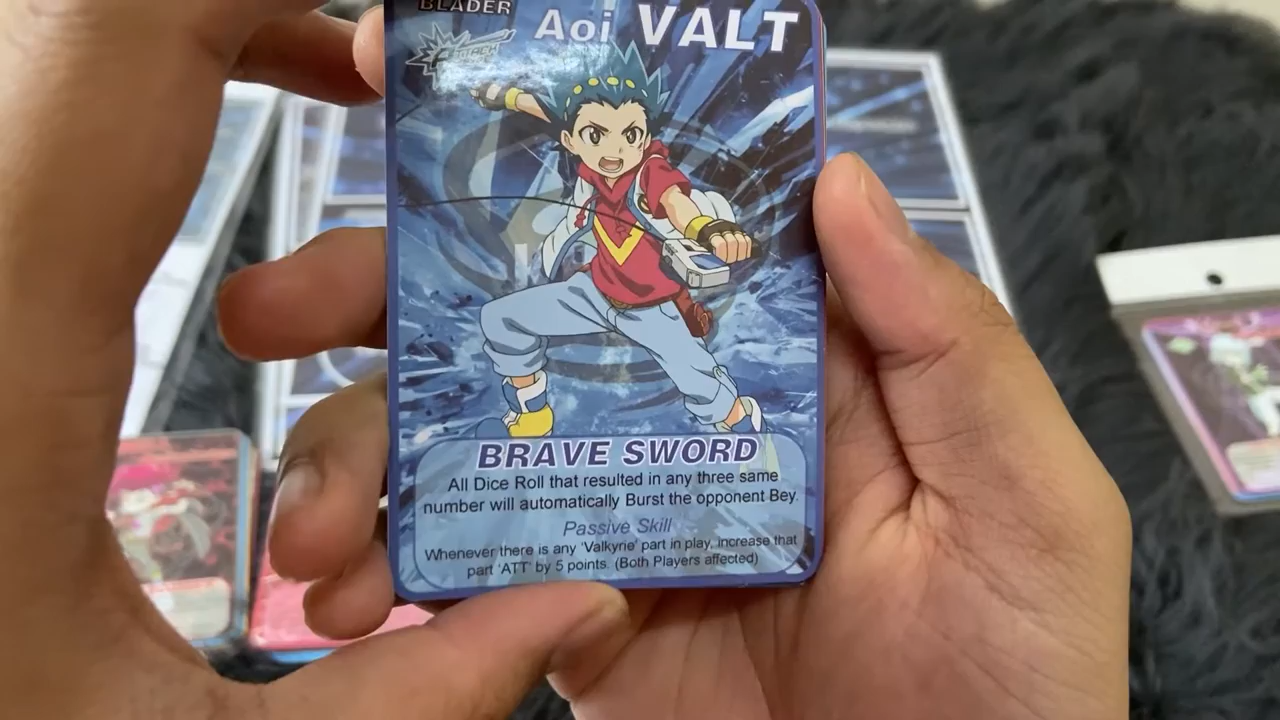 BLADER
Aoi VALT
ATTACK
BRAVE SWORD
All Dice Roll that resulted in any three same
number will automatically Burst the opponent Bey.
Passive Skill
Whenever there is any 'Valkyrie' part in play, increase that
part 'ATT' by 5 points. (Both Players affected)